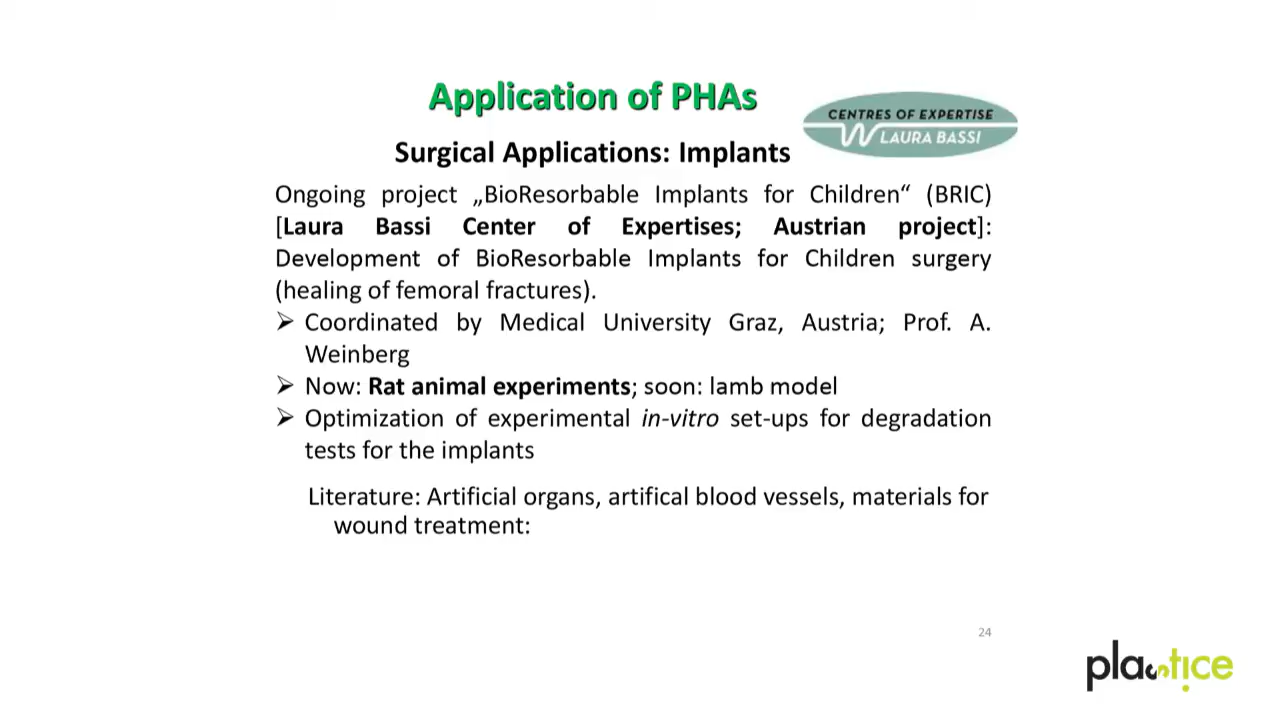 Application of PHAs
CENTRES OF EXPERTISE
LAURA BASSI
Surgical Applications: Implants
Ongoing project „BioResorbable Implants for Children“ (BRIC)
[Laura Bassi Center of Expertises; Austrian project]:
Development of BioResorbable Implants for Children surgery
(healing of femoral fractures).
➢ Coordinated by Medical University Graz, Austria; Prof. A.
Weinberg
➢ Now: Rat animal experiments; soon: lamb model
➢ Optimization of experimental in-vitro set-ups for degradation
tests for the implants
Literature: Artificial organs, artifical blood vessels, materials for
wound treatment:
24
plastice